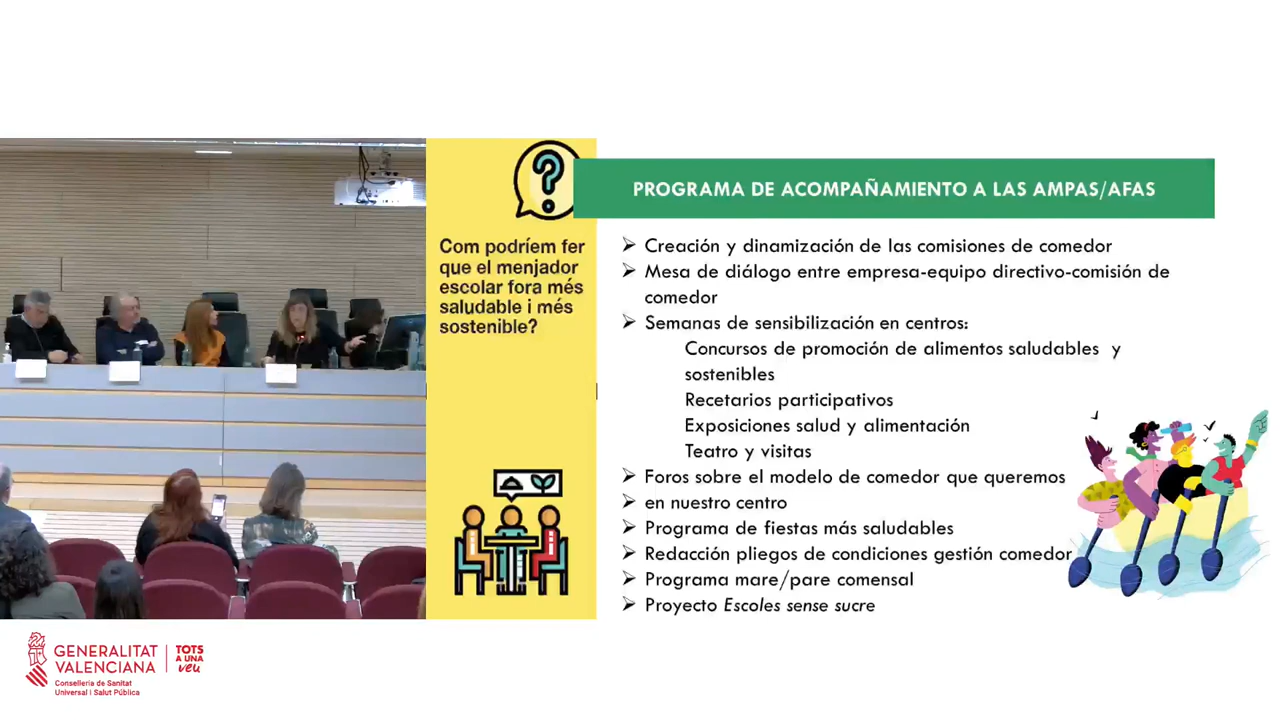 Com podríem fer
que el menjador
escolar fora més
saludable i més
sostenible?
PROGRAMA DE ACOMPAÑAMIENTO A LAS AMPAS/AFAS
➢ Creación y dinamización de las comisiones de comedor
➢ Mesa de diálogo entre empresa-equipo directivo-comisión de
comedor
➢ Semanas de sensibilización en centros:
Concursos de promoción de alimentos saludables y
sostenibles
Recetarios participativos
Exposiciones salud y alimentación
Teatro y visitas
➢ Foros sobre el modelo de comedor que queremos
➢ en nuestro centro
➢ Programa de fiestas más saludables
➢ Redacción pliegos de condiciones gestión comedor
➢ Programa mare/pare comensal
➢ Proyecto Escoles sense sucre
GENERALITAT
VALENCIANA
Conselleria de Sanitat
Universal i Salut Pública
TOTS
A UNA
veu